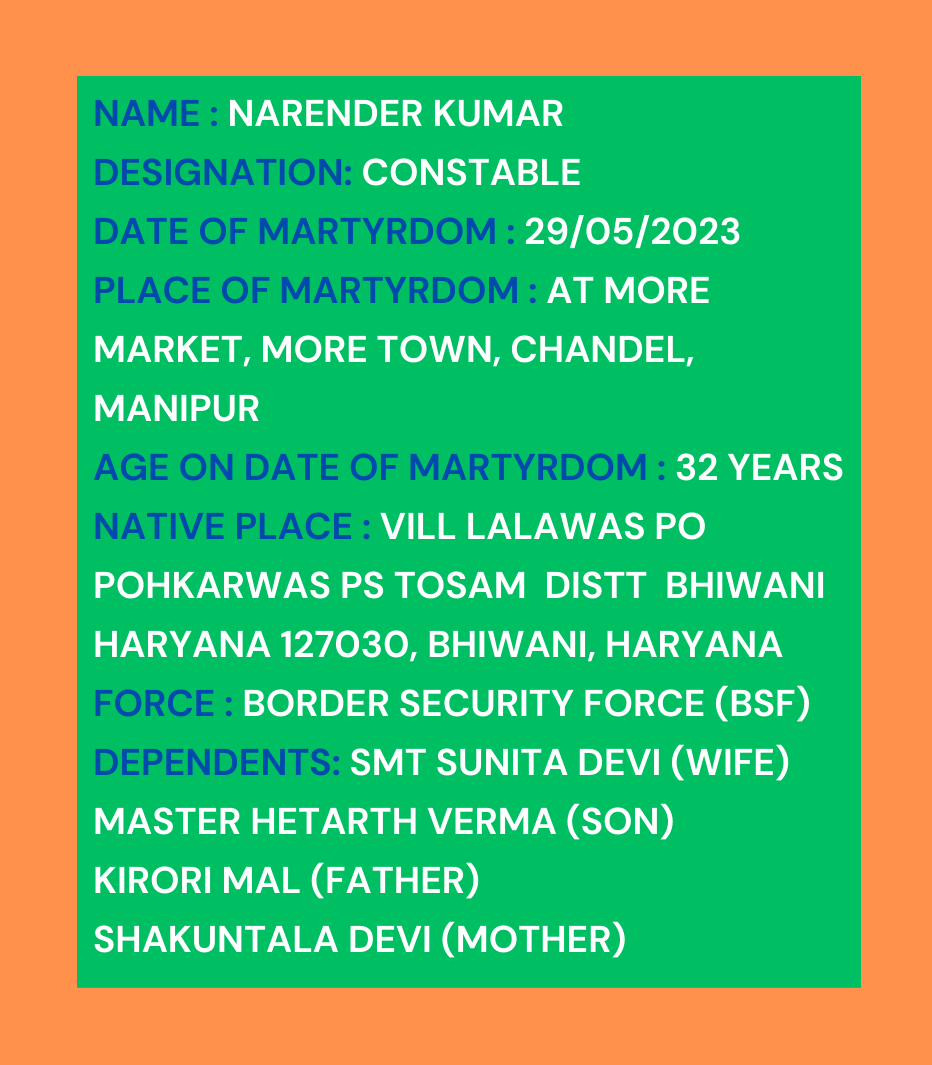 NAME : NARENDER KUMAR
DESIGNATION: CONSTABLE
DATE OF MARTYRDOM : 29/05/2023
PLACE OF MARTYRDOM : AT MORE
MARKET, MORE TOWN, CHANDEL,
MANIPUR
AGE ON DATE OF MARTYRDOM : 32 YEARS
NATIVE PLACE : VILL LALAWAS PO
POHKARWAS PS TOSAM  DISTT  BHIWANI
HARYANA 127030, BHIWANI, HARYANA
FORCE : BORDER SECURITY FORCE (BSF)
DEPENDENTS: SMT SUNITA DEVI (WIFE)
MASTER HETARTH VERMA (SON)
KIRORI MAL (FATHER)
SHAKUNTALA DEVI (MOTHER)